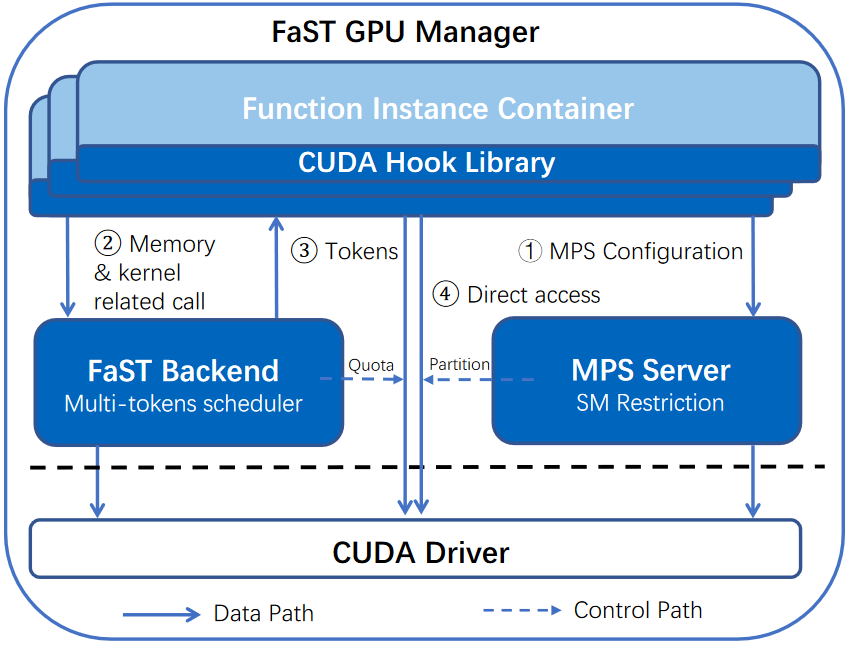 FaST GPU Manager
Function Instance Container
CUDA Hook Library
② Memory
& kernel
related call
③ Tokens
① MPS Configuration
④ Direct access
FaST Backend
Multi-tokens scheduler
Quota
Partition
MPS Server
SM Restriction
CUDA Driver
Data Path
Control Path